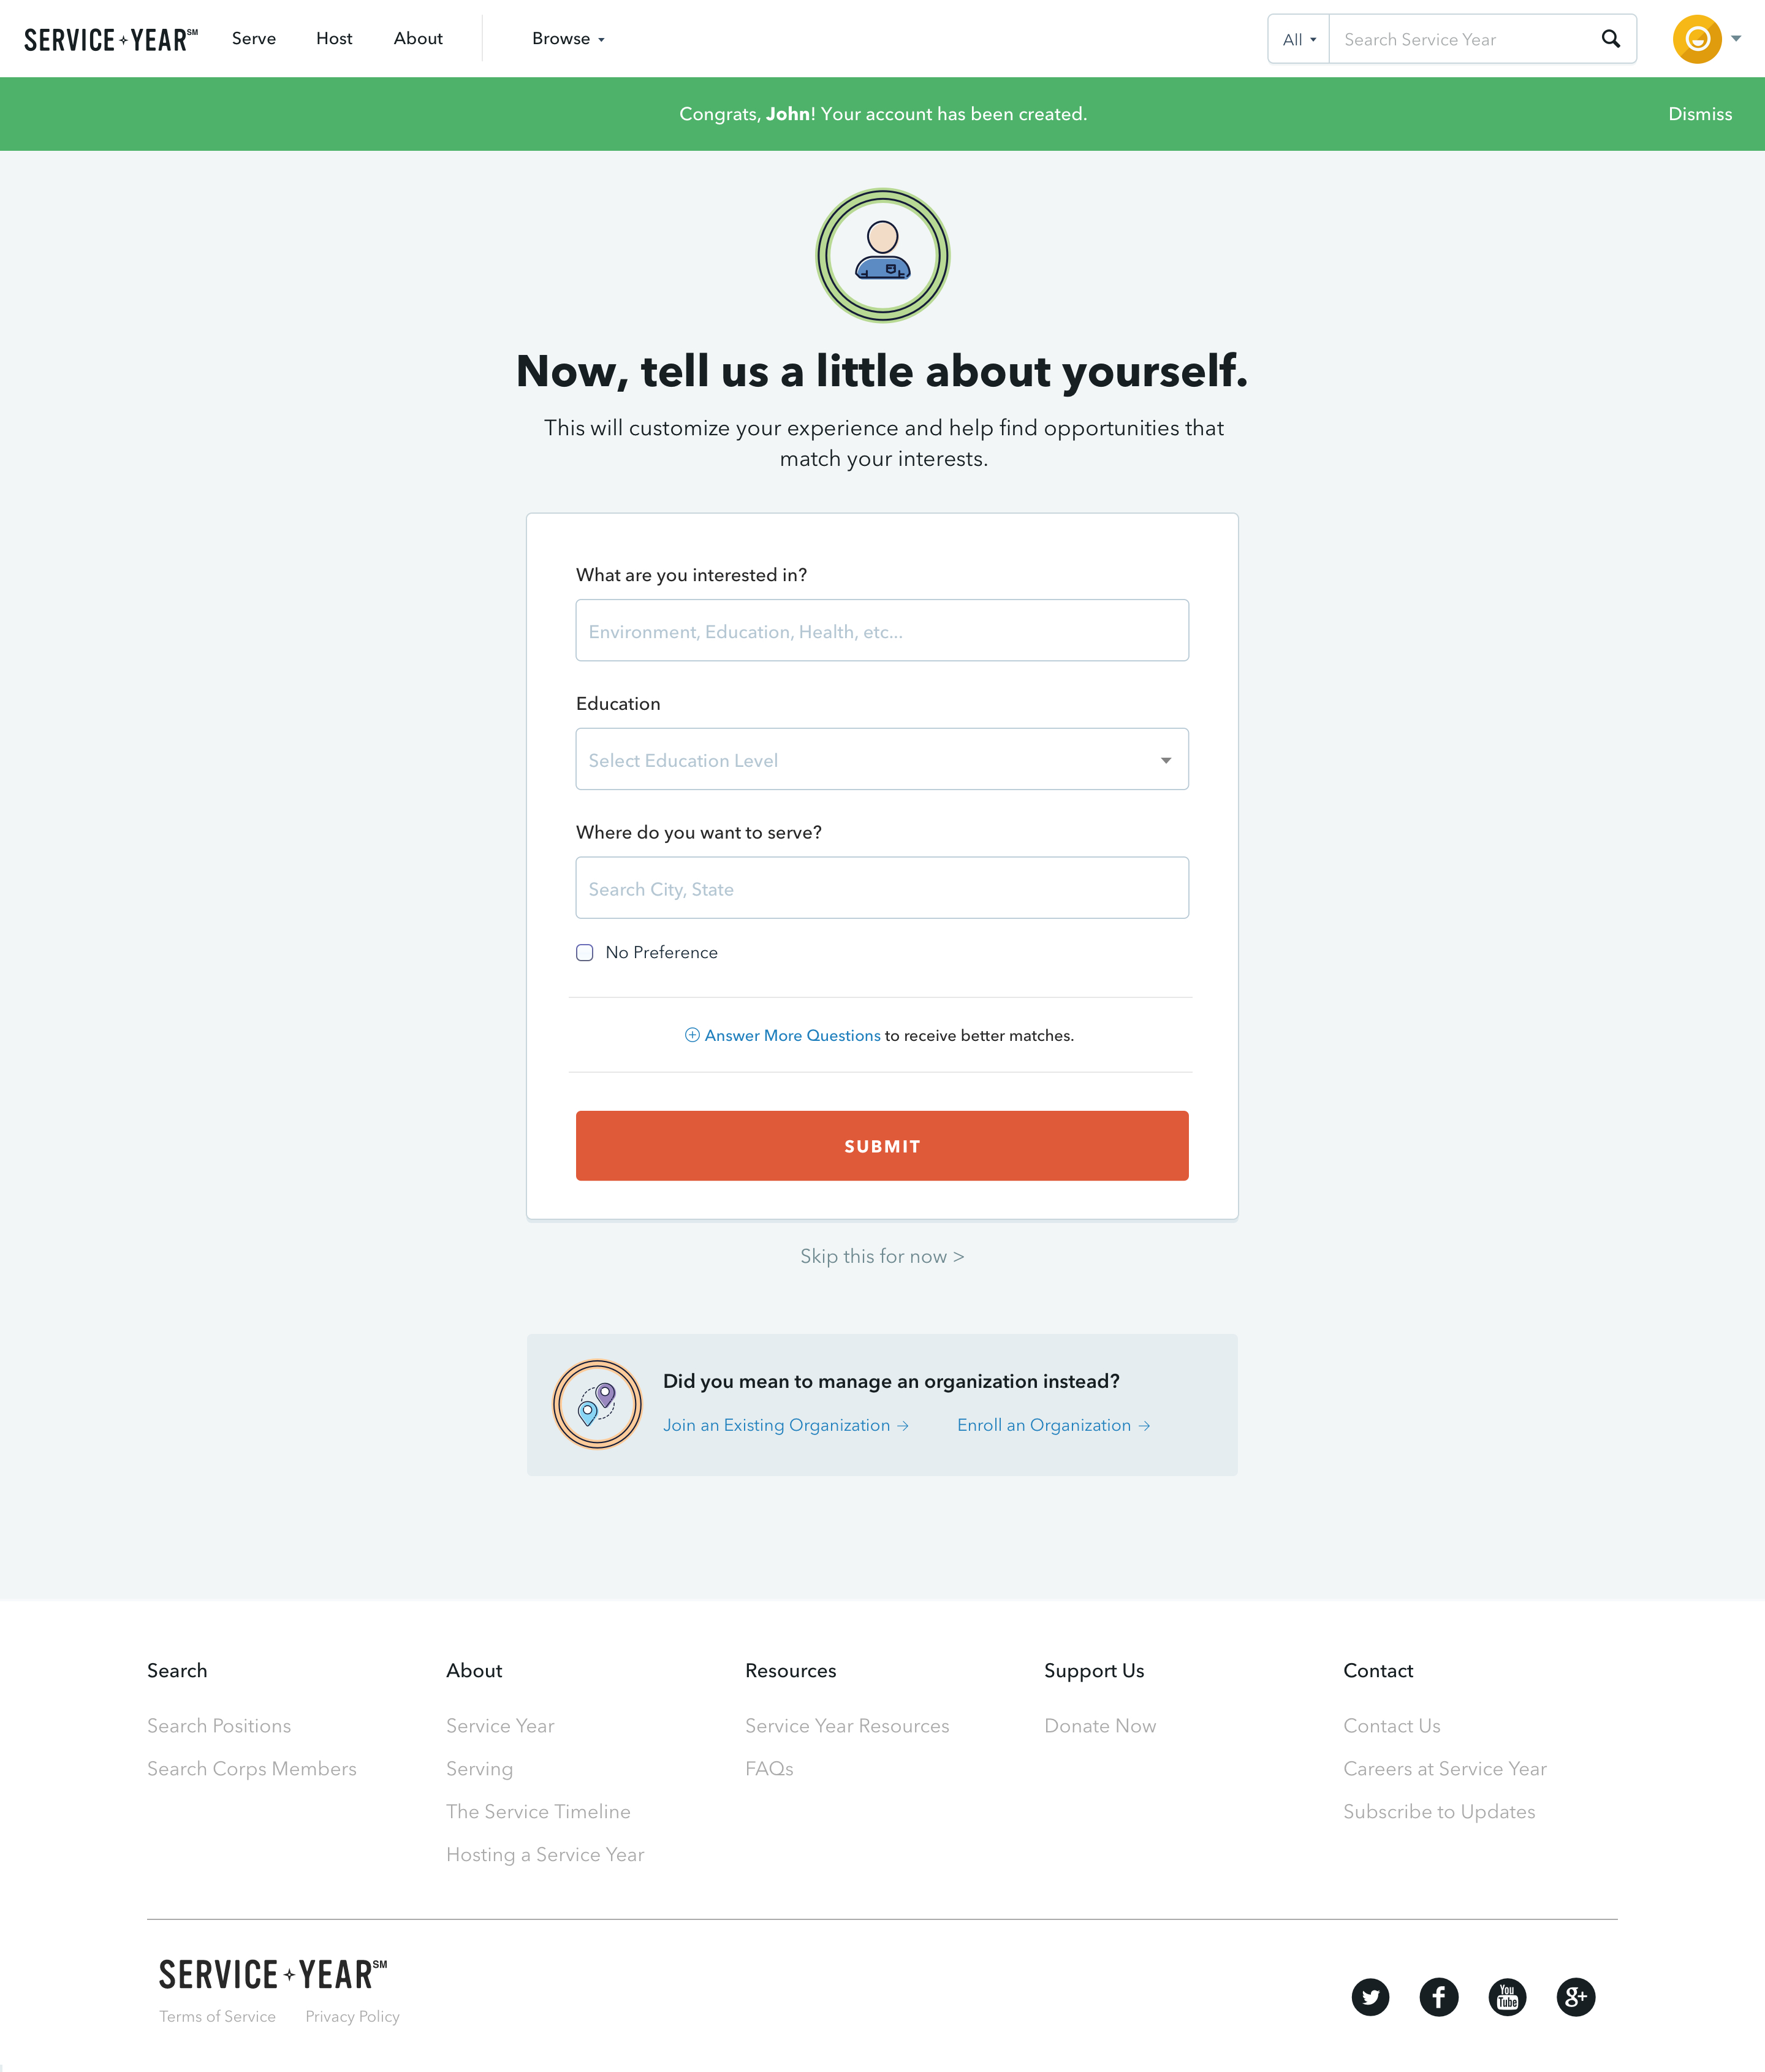 SERVICE YEAR SM Serve Host About Browse All Search Service Year
Congrats, John! Your account has been created. Dismiss
Now, tell us a little about yourself.
This will customize your experience and help find opportunities that
match your interests.
What are you interested in?
Environment, Education, Health, etc...
Education
Select Education Level
Where do you want to serve?
Search City, State
No Preference
Answer More Questions to receive better matches.
SUBMIT
Skip this for now >
Did you mean to manage an organization instead?
Join an Existing Organization → Enroll an Organization →
Search About Resources Support Us Contact
Search Positions Service Year Service Year Resources Donate Now Contact Us
Search Corps Members Serving FAQs Careers at Service Year
The Service Timeline Subscribe to Updates
Hosting a Service Year
SERVICE YEAR SM
Terms of Service Privacy Policy
You Tube g+